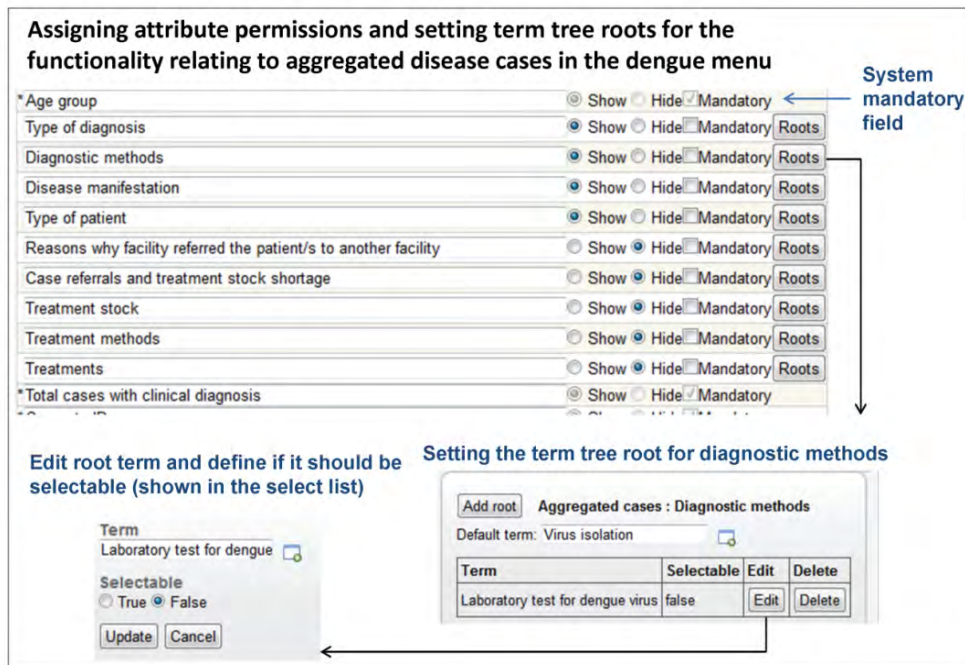 Assigning attribute permissions and setting term tree roots for the
functionality relating to aggregated disease cases in the dengue menu
System
mandatory
field
*Age group Show Hide Mandatory
Type of diagnosis Show Hide Mandatory Roots
Diagnostic methods Show Hide Mandatory Roots
Disease manifestation Show Hide Mandatory Roots
Type of patient Show Hide Mandatory Roots
Reasons why facility referred the patient/s to another facility Show Hide Mandatory Roots
Case referrals and treatment stock shortage Show Hide Mandatory Roots
Treatment stock Show Hide Mandatory Roots
Treatment methods Show Hide Mandatory Roots
Treatments Show Hide Mandatory Roots
*Total cases with clinical diagnosis Show Hide Mandatory
Edit root term and define if it should be
selectable (shown in the select list)
Term
Laboratory test for dengue
Selectable
True False
Update Cancel
Setting the term tree root for diagnostic methods
Add root Aggregated cases : Diagnostic methods
Default term: Virus isolation
Term Selectable Edit Delete
Laboratory test for dengue virus false Edit Delete